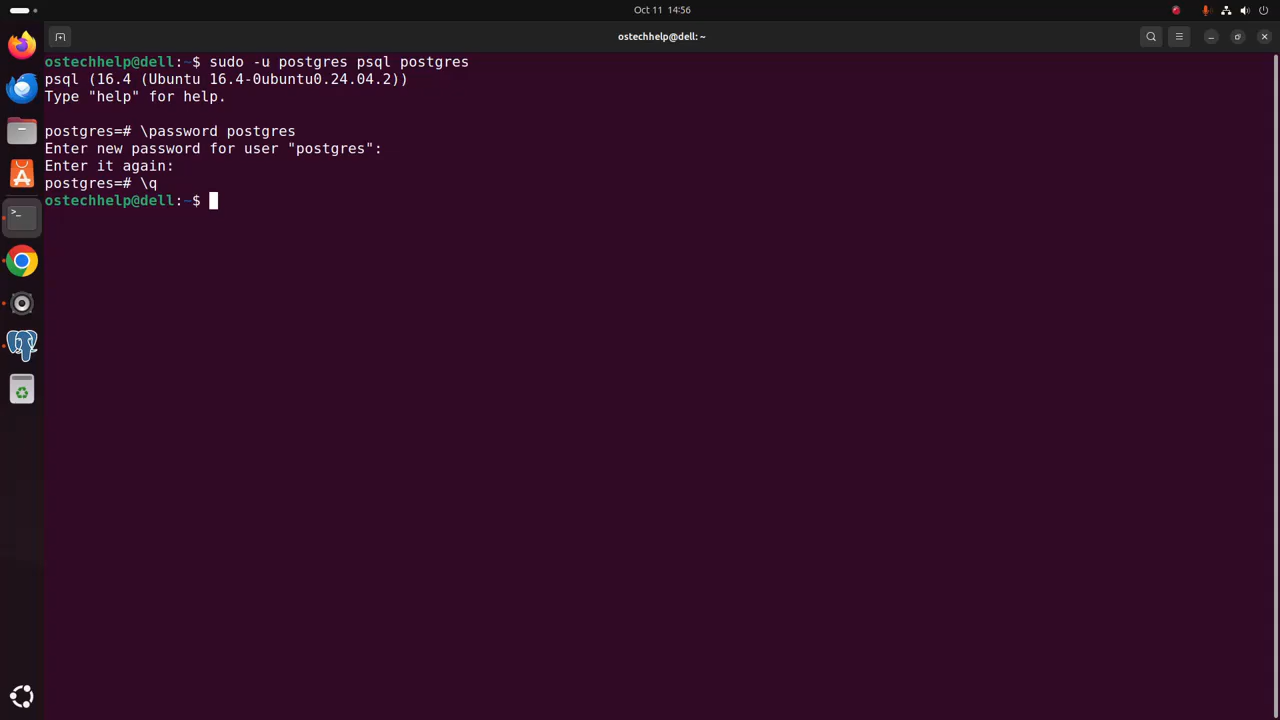 Oct 11 14:56
ostechhelp@dell: ~
ostechhelp@dell:~$ sudo -u postgres psql postgres
psql (16.4 (Ubuntu 16.4-0ubuntu0.24.04.2))
Type "help" for help.
postgres=# \password postgres
Enter new password for user "postgres":
Enter it again:
postgres=# \q
ostechhelp@dell:~$